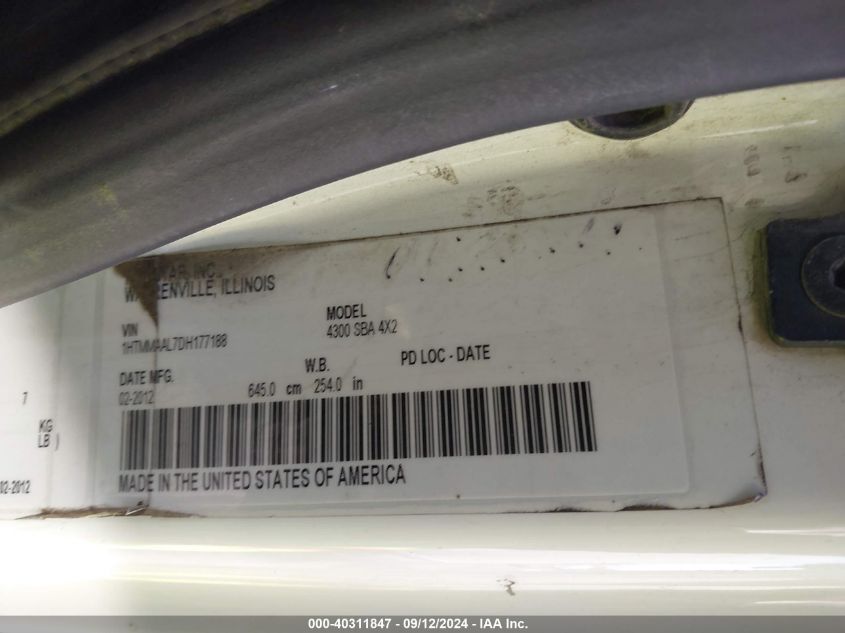 INC.
WARRENVILLE, ILLINOIS
VIN
1HTMMAAL7DH177188
MODEL
4300 SBA 4X2
DATE MFG.
02-2012
W.B.
645.0 cm 254.0 in
PD LOC - DATE
MADE IN THE UNITED STATES OF AMERICA
7
KG
LB )
02-2012
000-40311847 - 09/12/2024 - IAA Inc.